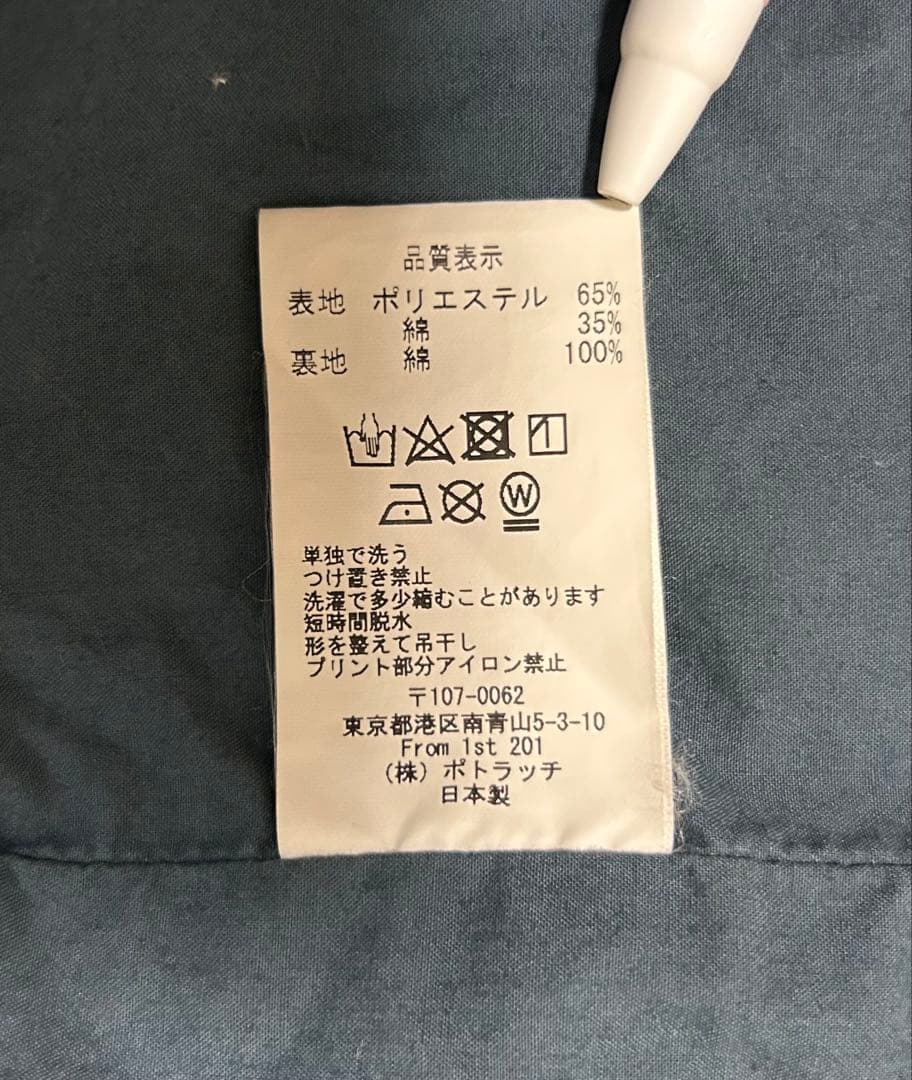 品質表示
表地 ポリエステル 65%
綿 35%
裏地 綿 100%
W
単独で洗う
つけ置き禁止
洗濯で多少縮むことがあります
短時間脱水
形を整えて吊干し
プリント部分アイロン禁止
〒107-0062
東京都港区南青山5-3-10
From 1st 201
(株)ポトラッチ
日本製